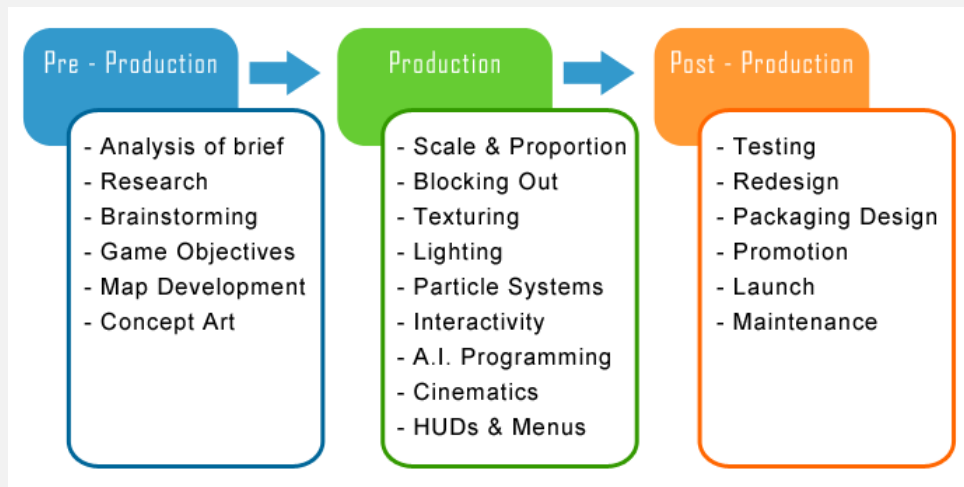 Pre - Production
- Analysis of brief
- Research
- Brainstorming
- Game Objectives
- Map Development
- Concept Art
Production
- Scale & Proportion
- Blocking Out
- Texturing
- Lighting
- Particle Systems
- Interactivity
- A.I. Programming
- Cinematics
- HUDs & Menus
Post - Production
- Testing
- Redesign
- Packaging Design
- Promotion
- Launch
- Maintenance